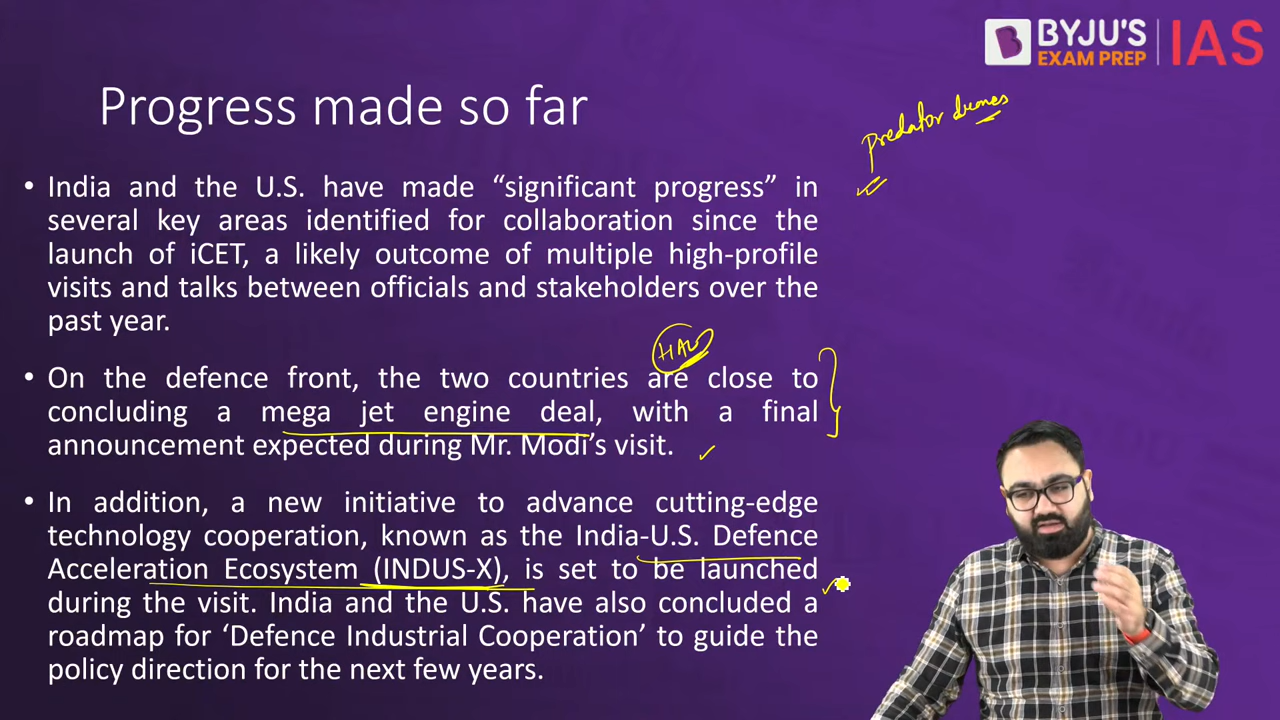 BYJU'S IAS
EXAM PREP
predator drones
Progress made so far
• India and the U.S. have made “significant progress” in
several key areas identified for collaboration since the
launch of iCET, a likely outcome of multiple high-profile
visits and talks between officials and stakeholders over the
past year.
HAL
• On the defence front, the two countries are close to
concluding a mega jet engine deal, with a final
announcement expected during Mr. Modi’s visit.
• In addition, a new initiative to advance cutting-edge
technology cooperation, known as the India-U.S. Defence
Acceleration Ecosystem (INDUS-X), is set to be launched
during the visit. India and the U.S. have also concluded a
roadmap for ‘Defence Industrial Cooperation’ to guide the
policy direction for the next few years.